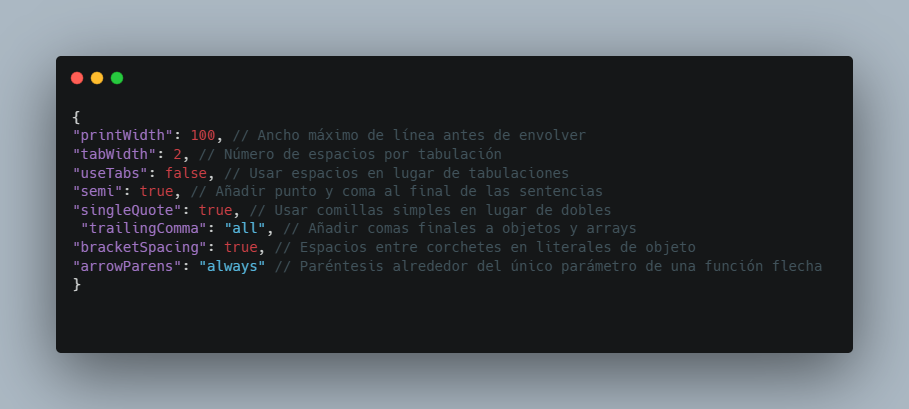 {
"printWidth": 100, // Ancho máximo de línea antes de envolver
"tabWidth": 2, // Número de espacios por tabulación
"useTabs": false, // Usar espacios en lugar de tabulaciones
"semi": true, // Añadir punto y coma al final de las sentencias
"singleQuote": true, // Usar comillas simples en lugar de dobles
 "trailingComma": "all", // Añadir comas finales a objetos y arrays
"bracketSpacing": true, // Espacios entre corchetes en literales de objeto
"arrowParens": "always" // Paréntesis alrededor del único parámetro de una función flecha
}